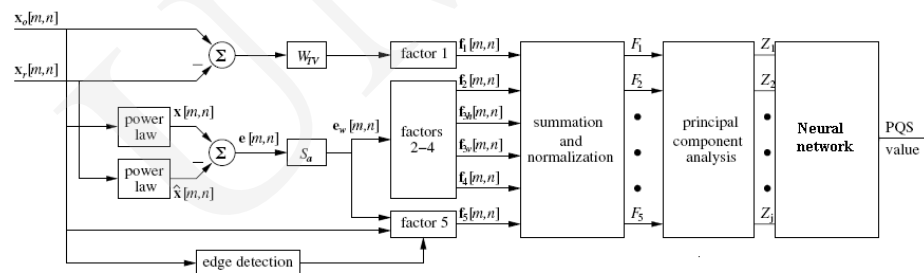 x_o[m,n]
x_r[m,n]
Σ
−
W_TV
factor 1
f_1[m,n]
F_1
Z_1
f_2[m,n]
F_2
Z_2
power
law
x[m,n]
Σ
−
e[m,n]
S_a
e_w[m,n]
factors
2−4
f_3h[m,n]
f_3v[m,n]
f_4[m,n]
summation
and
normalization
principal
component
analysis
Neural
network
PQS
value
power
law
x̂[m,n]
factor 5
f_5[m,n]
F_5
Z_j
edge detection